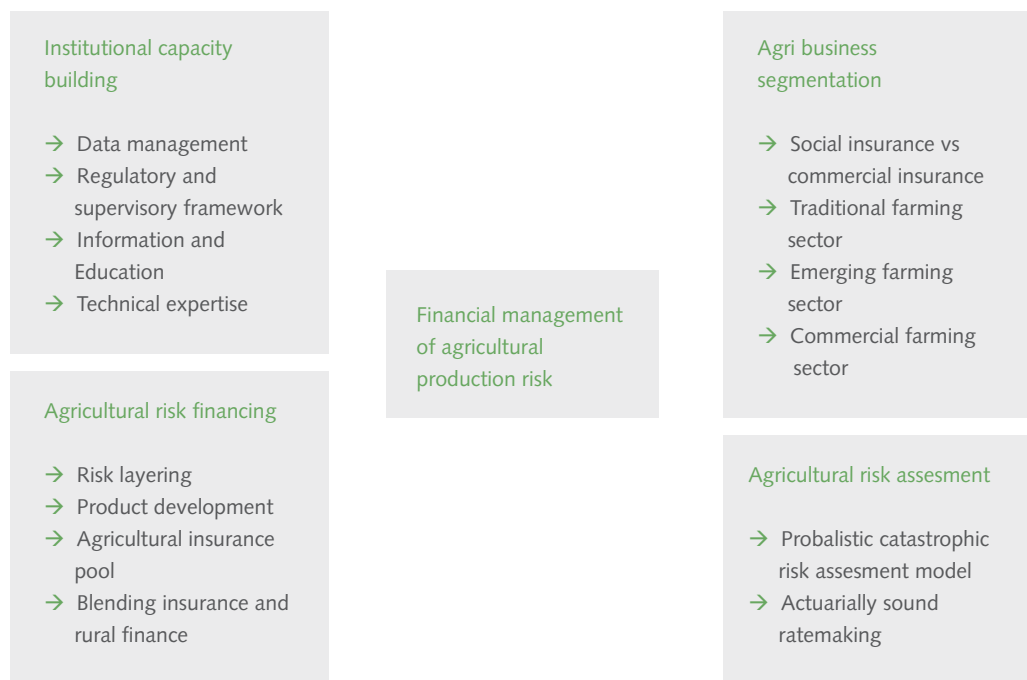 Institutional capacity
building
→ Data management
→ Regulatory and
supervisory framework
→ Information and
Education
→ Technical expertise
Agricultural risk financing
→ Risk layering
→ Product development
→ Agricultural insurance
pool
→ Blending insurance and
rural finance
Financial management
of agricultural
production risk
Agri business
segmentation
→ Social insurance vs
commercial insurance
→ Traditional farming
sector
→ Emerging farming
sector
→ Commercial farming
sector
Agricultural risk assesment
→ Probalistic catastrophic
risk assesment model
→ Actuarially sound
ratemaking